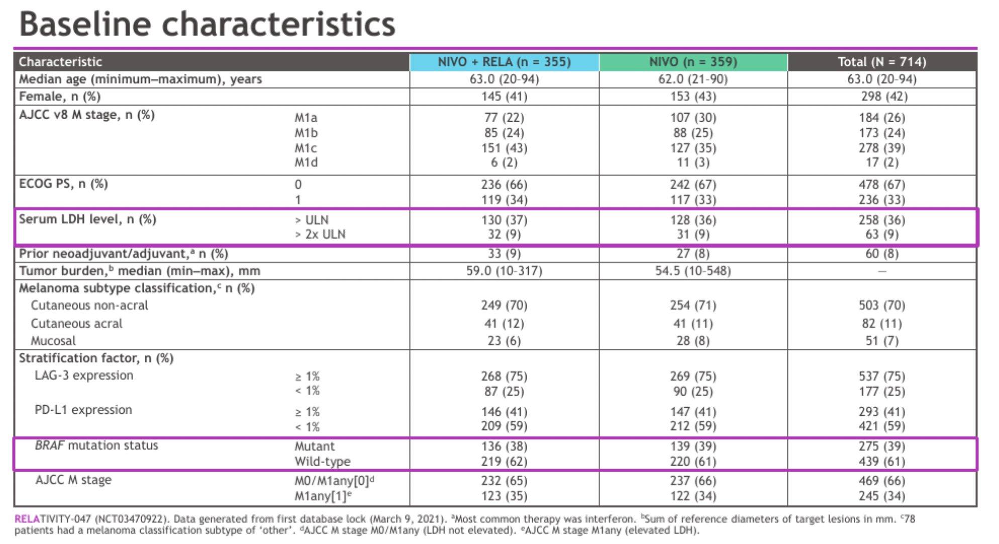 Baseline characteristics
Characteristic NIVO + RELA (n = 355) NIVO (n = 359) Total (N = 714)
Median age (minimum–maximum), years 63.0 (20-94) 62.0 (21-90) 63.0 (20-94)
Female, n (%) 145 (41) 153 (43) 298 (42)
AJCC v8 M stage, n (%) M1a 77 (22) 107 (30) 184 (26)
M1b 85 (24) 88 (25) 173 (24)
M1c 151 (43) 127 (35) 278 (39)
M1d 6 (2) 11 (3) 17 (2)
ECOG PS, n (%) 0 236 (66) 242 (67) 478 (67)
1 119 (34) 117 (33) 236 (33)
Serum LDH level, n (%) > ULN 130 (37) 128 (36) 258 (36)
> 2x ULN 32 (9) 31 (9) 63 (9)
Prior neoadjuvant/adjuvant,ᵃ n (%) 33 (9) 27 (8) 60 (8)
Tumor burden,ᵇ median (min–max), mm 59.0 (10-317) 54.5 (10-548) —
Melanoma subtype classification,ᶜ n (%)
Cutaneous non-acral 249 (70) 254 (71) 503 (70)
Cutaneous acral 41 (12) 41 (11) 82 (11)
Mucosal 23 (6) 28 (8) 51 (7)
Stratification factor, n (%)
LAG-3 expression ≥ 1% 268 (75) 269 (75) 537 (75)
< 1% 87 (25) 90 (25) 177 (25)
PD-L1 expression ≥ 1% 146 (41) 147 (41) 293 (41)
< 1% 209 (59) 212 (59) 421 (59)
BRAF mutation status Mutant 136 (38) 139 (39) 275 (39)
Wild-type 219 (62) 220 (61) 439 (61)
AJCC M stage M0/M1any[0]ᵈ 232 (65) 237 (66) 469 (66)
M1any[1]ᵉ 123 (35) 122 (34) 245 (34)
RELATIVITY-047 (NCT03470922). Data generated from first database lock (March 9, 2021). ᵃMost common therapy was interferon. ᵇSum of reference diameters of target lesions in mm. ᶜ78
patients had a melanoma classification subtype of ‘other’. ᵈAJCC M stage M0/M1any (LDH not elevated). ᵉAJCC M stage M1any (elevated LDH).